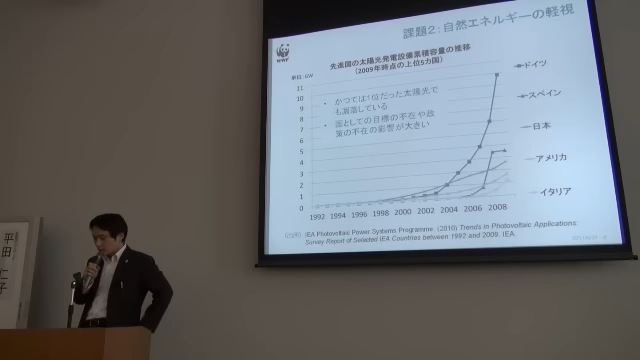 課題2：自然エネルギーの軽視
WWF
先進国の太陽光発電設備累積容量の推移
（2009年時点の上位5カ国）
単位：GW
11
10
9
8
7
6
5
4
3
2
1
0
• かつては1位だった太陽光で
も凋落している
• 国としての目標の不在や政
策の不在の影響が大きい
ドイツ
スペイン
日本
アメリカ
イタリア
1992 1994 1996 1998 2000 2002 2004 2006 2008
IEA Photovoltaic Power Systems Programme. (2010) Trends in Photovoltaic Applications:
Survey Report of Selected IEA Countries between 1992 and 2009. IEA.
平田仁子